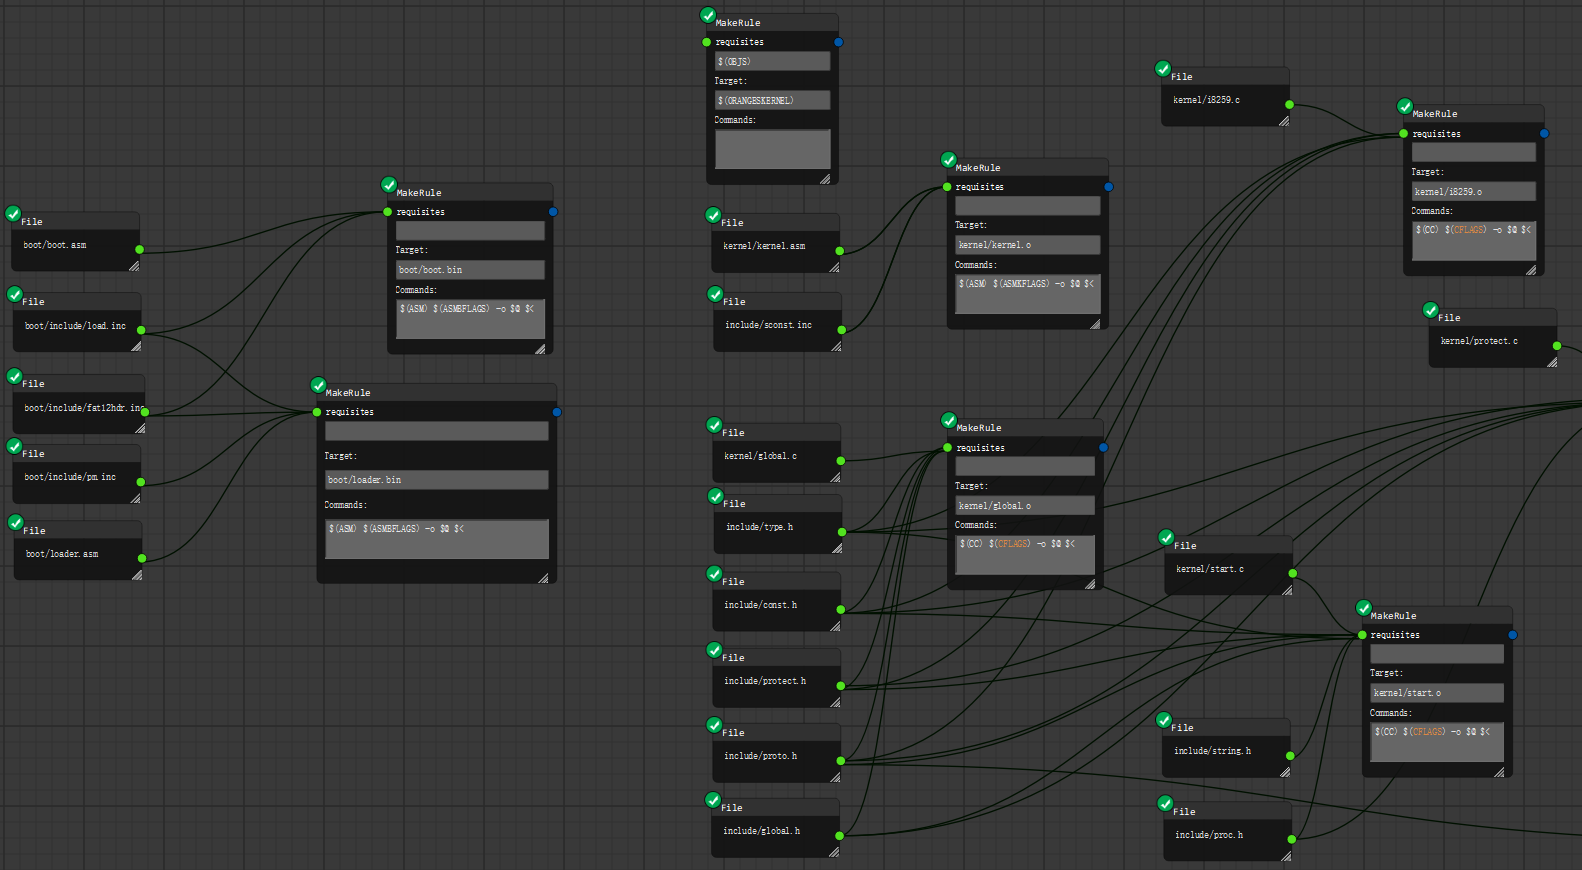 File
boot/boot.asm
File
boot/include/load.inc
File
boot/include/fat12hdr.inc
File
boot/include/pm.inc
File
boot/loader.asm
MakeRule
requisites
Target:
boot/boot.bin
Commands:
$(ASM) $(ASMBFLAGS) -o $@ $<
MakeRule
requisites
Target:
boot/loader.bin
Commands:
$(ASM) $(ASMBFLAGS) -o $@ $<
MakeRule
requisites
$(OBJS)
Target:
$(ORANGESKERNEL)
Commands:
File
kernel/kernel.asm
File
include/sconst.inc
MakeRule
requisites
Target:
kernel/kernel.o
Commands:
$(ASM) $(ASMKFLAGS) -o $@ $<
File
kernel/global.c
File
include/type.h
File
include/const.h
File
include/protect.h
File
include/proto.h
File
include/global.h
MakeRule
requisites
Target:
kernel/global.o
Commands:
$(CC) $(CFLAGS) -o $@ $<
File
kernel/i8259.c
MakeRule
requisites
Target:
kernel/i8259.o
Commands:
$(CC) $(CFLAGS) -o $@ $<
File
kernel/protect.c
File
kernel/start.c
MakeRule
requisites
Target:
kernel/start.o
Commands:
$(CC) $(CFLAGS) -o $@ $<
File
include/string.h
File
include/proc.h